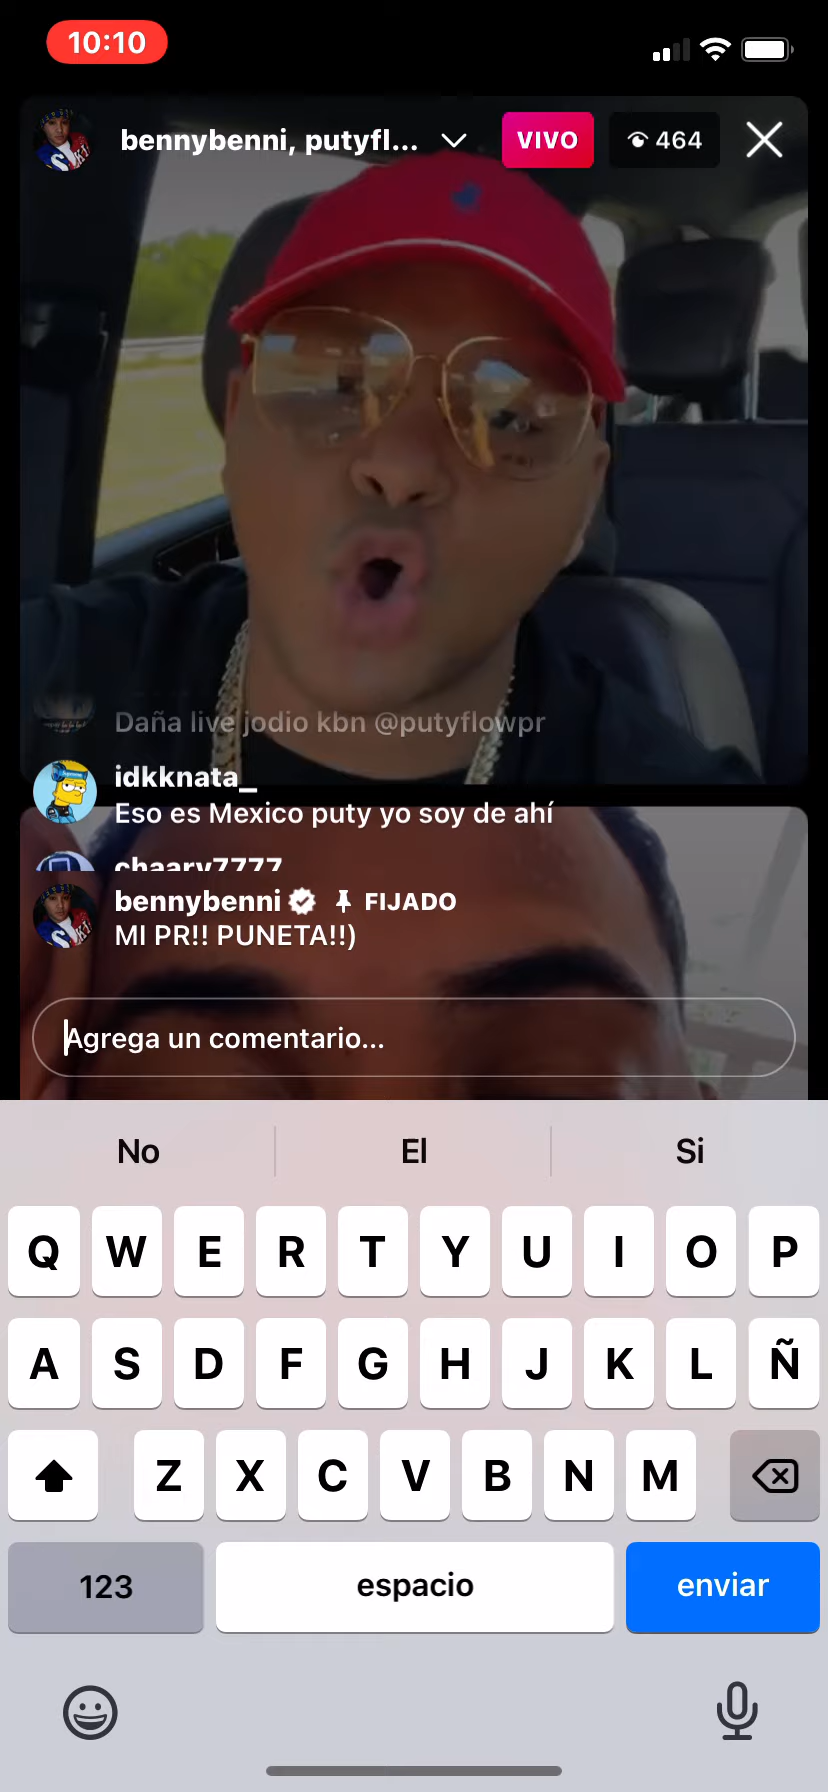 10:10
bennybenni, putyfl...
VIVO
464
Daña live jodio kbn @putyflowpr
idkknata_
Eso es Mexico puty yo soy de ahí
chaary7777
bennybenni FIJADO
MI PR!! PUNETA!!)
Agrega un comentario...
No El Si
Q W E R T Y U I O P
A S D F G H J K L Ñ
Z X C V B N M
123 espacio enviar